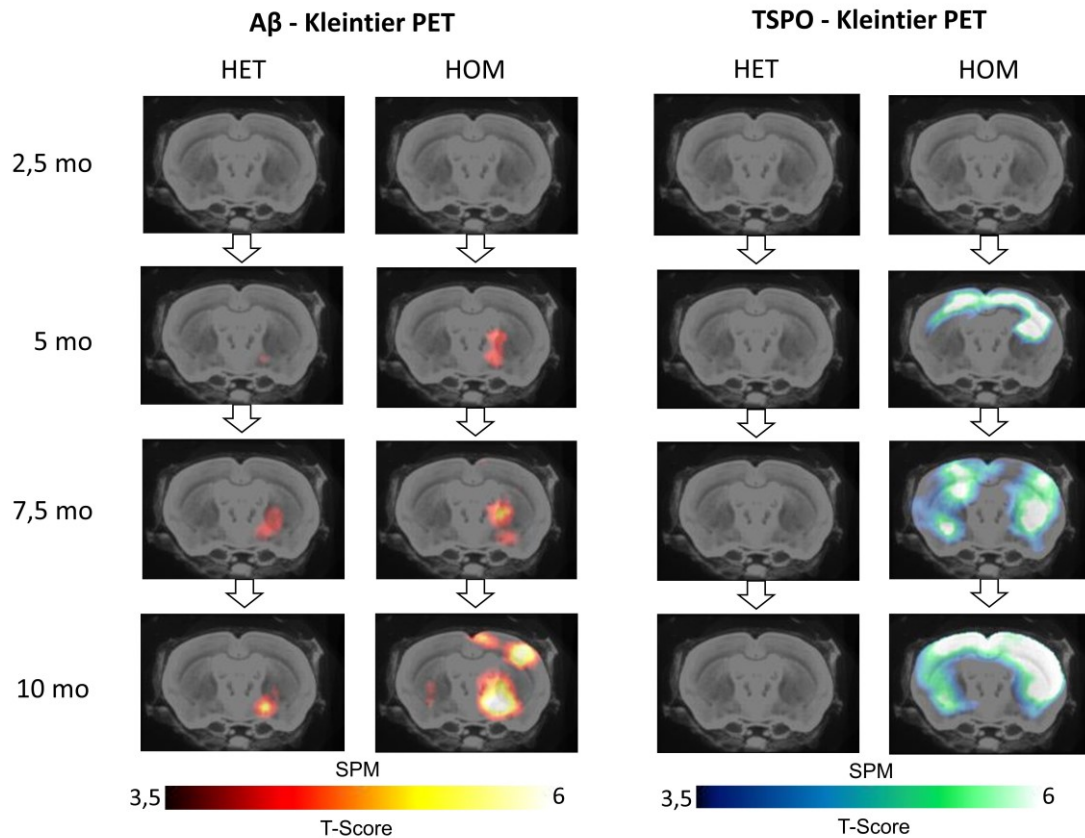 Aβ - Kleintier PET
TSPO - Kleintier PET
HET
HOM
HET
HOM
2,5 mo
5 mo
7,5 mo
10 mo
SPM
3,5
6
T-Score
SPM
3,5
6
T-Score